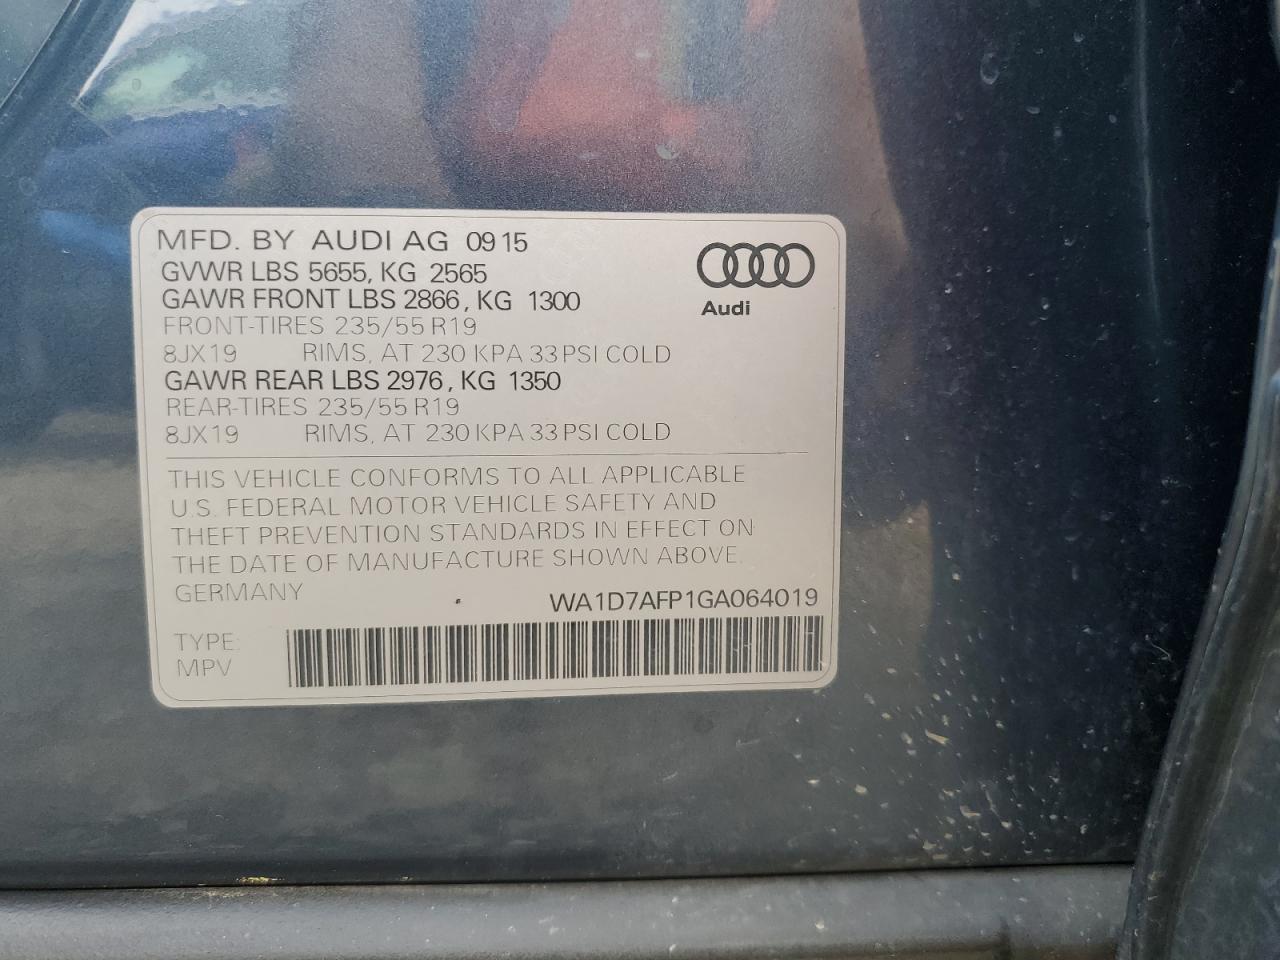 MFD. BY AUDI AG 09 15
GVWR LBS 5655, KG 2565
GAWR FRONT LBS 2866, KG 1300
FRONT-TIRES 235/55 R19
8JX19 RIMS, AT 230 KPA 33 PSI COLD
GAWR REAR LBS 2976, KG 1350
REAR-TIRES 235/55 R19
8JX19 RIMS, AT 230 KPA 33 PSI COLD
Audi
THIS VEHICLE CONFORMS TO ALL APPLICABLE
U.S. FEDERAL MOTOR VEHICLE SAFETY AND
THEFT PREVENTION STANDARDS IN EFFECT ON
THE DATE OF MANUFACTURE SHOWN ABOVE.
GERMANY
WA1D7AFP1GA064019
TYPE:
MPV